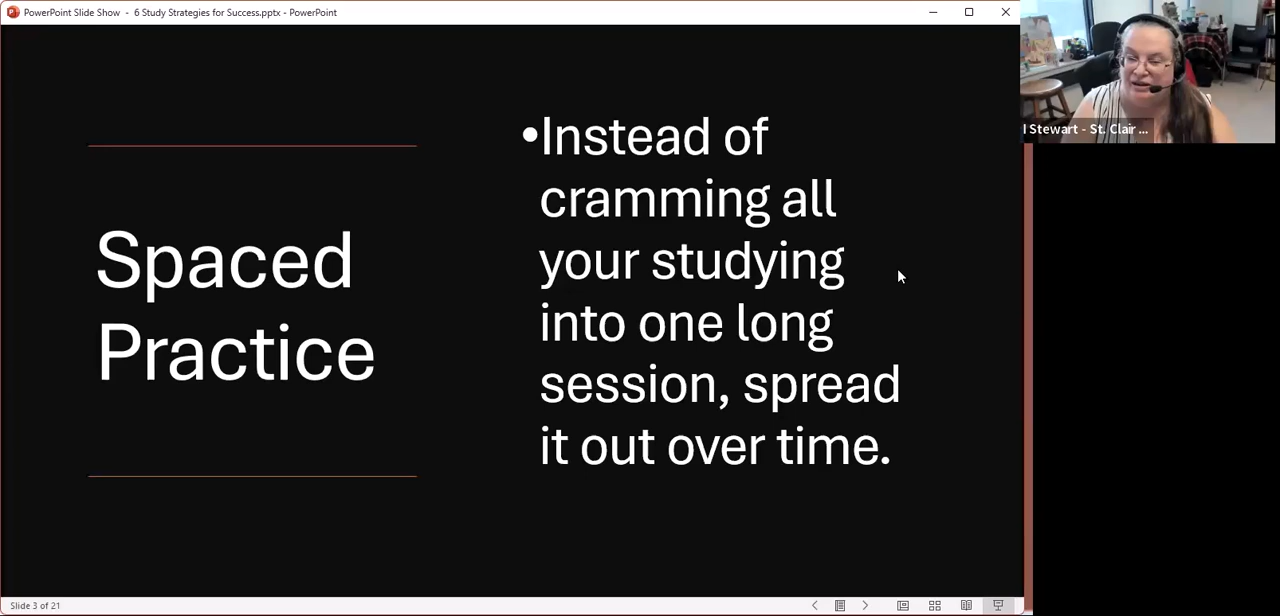 PowerPoint Slide Show - 6 Study Strategies for Success.pptx - PowerPoint
Spaced
Practice
•Instead of
cramming all
your studying
into one long
session, spread
it out over time.
I Stewart - St. Clair ...
Slide 3 of 21